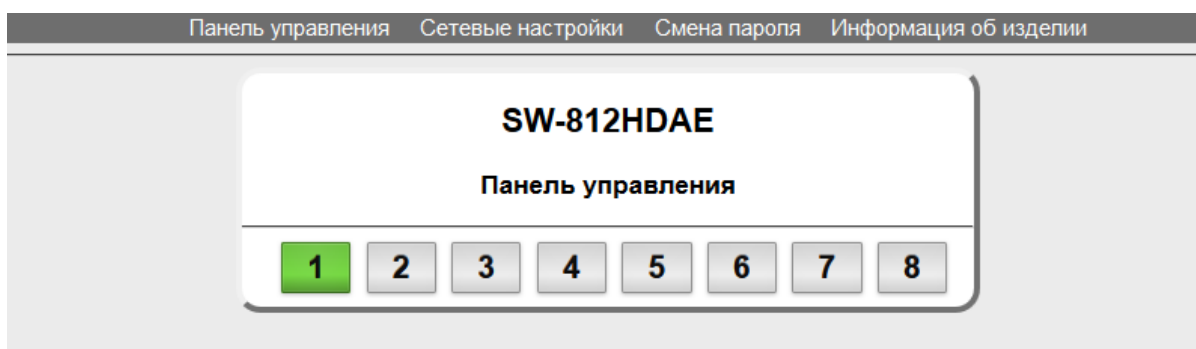 Панель управления Сетевые настройки Смена пароля Информация об изделии
SW-812HDAE
Панель управления
1 2 3 4 5 6 7 8